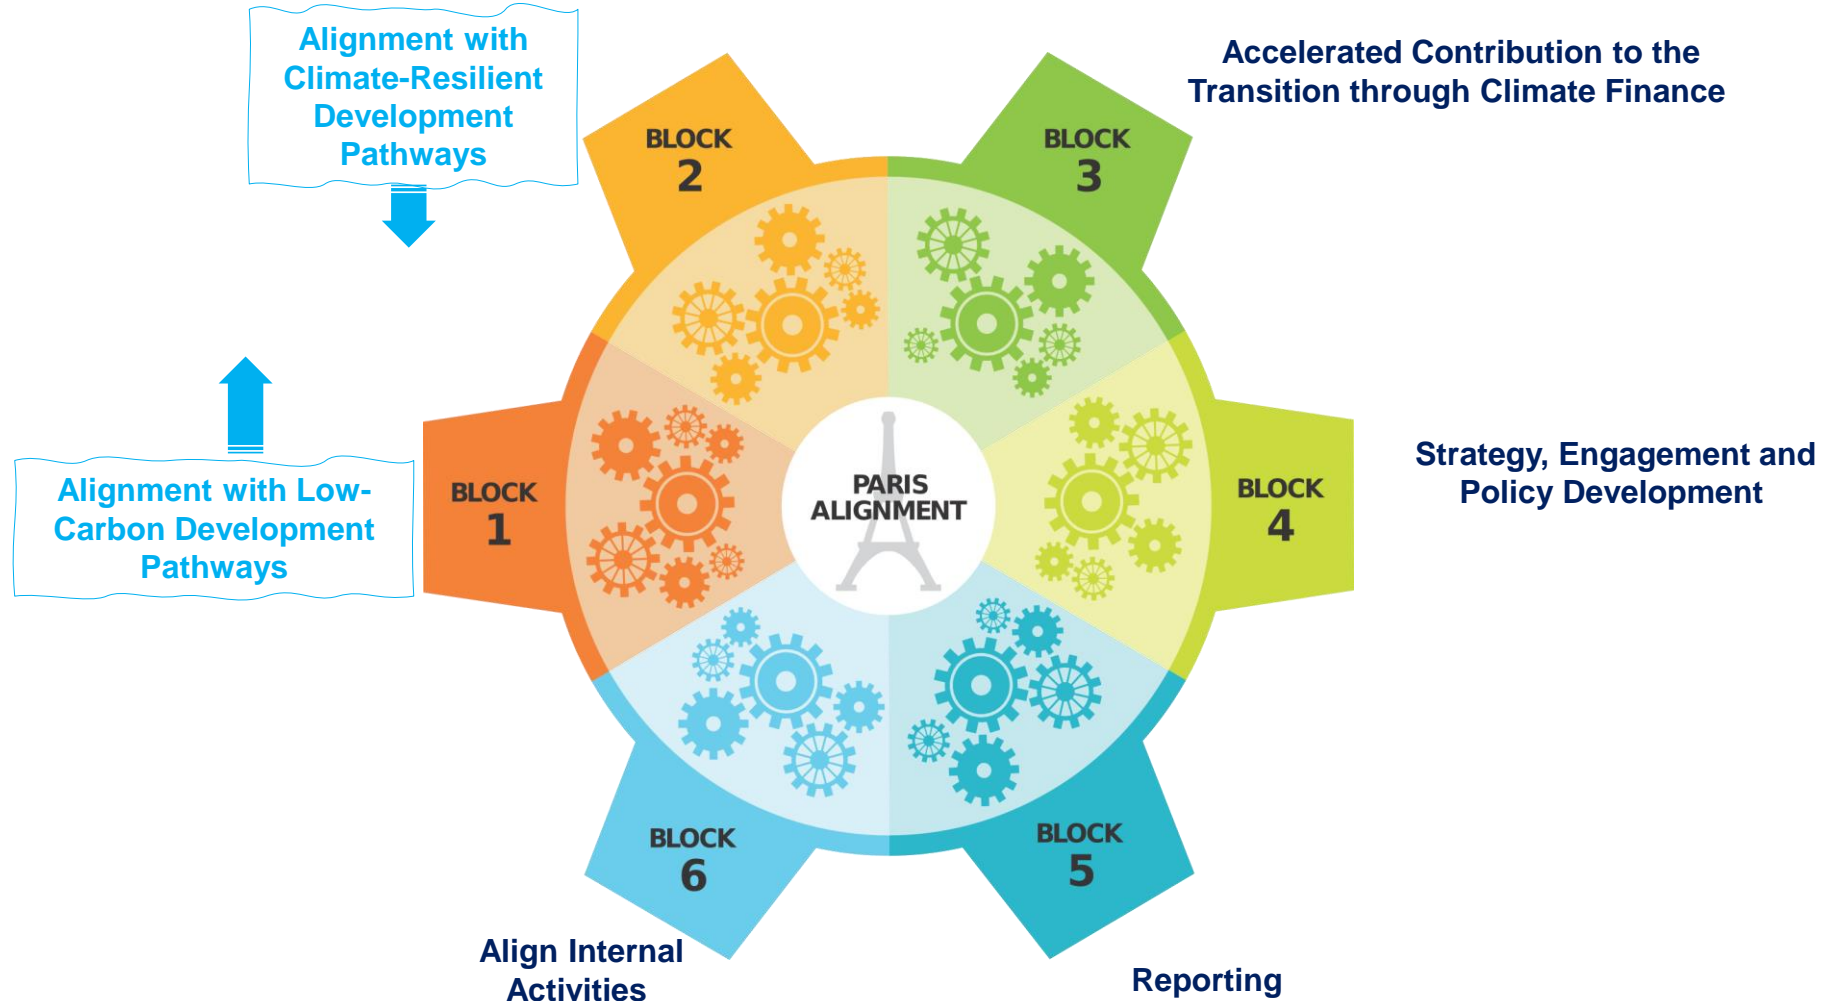 Alignment with
Climate-Resilient
Development
Pathways
Accelerated Contribution to the
Transition through Climate Finance
BLOCK
2
BLOCK
3
Alignment with Low-
Carbon Development
Pathways
BLOCK
1
PARIS
ALIGNMENT
BLOCK
4
Strategy, Engagement and
Policy Development
BLOCK
6
BLOCK
5
Align Internal
Activities
Reporting